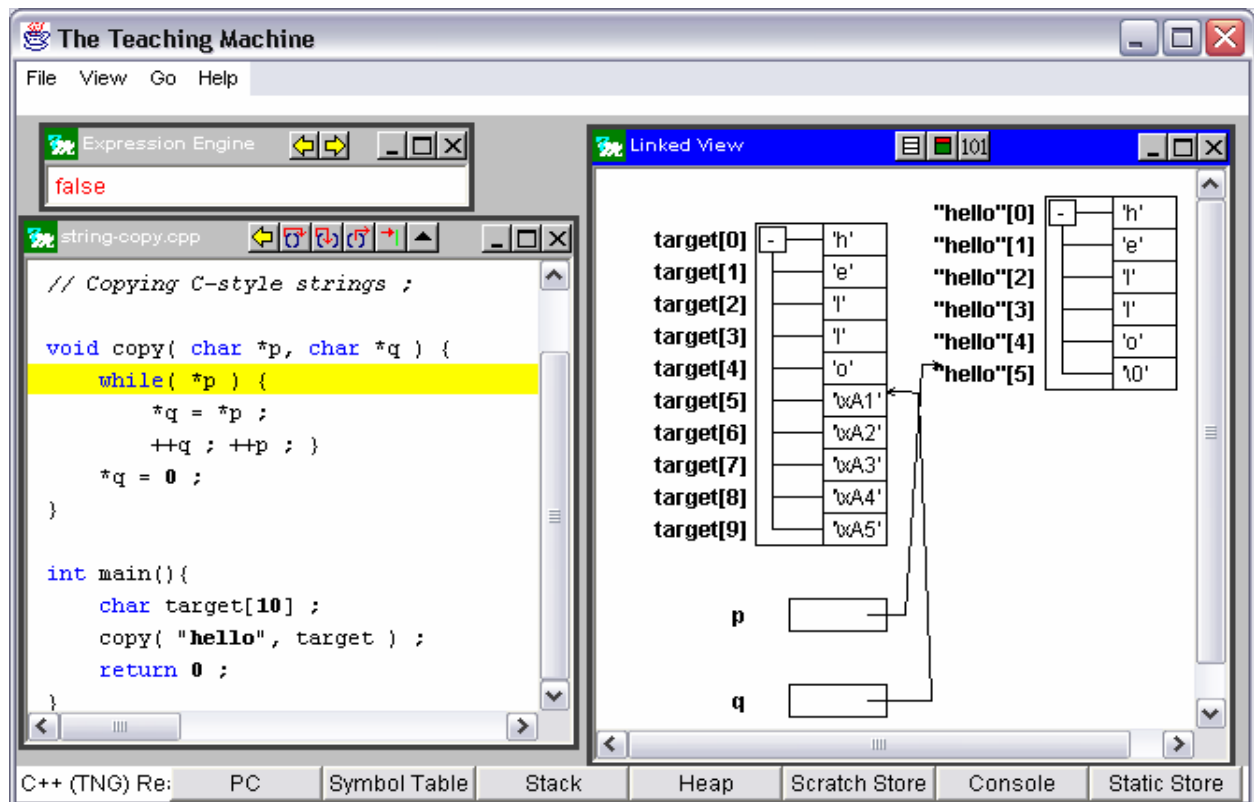 The Teaching Machine
File View Go Help
Expression Engine
false
string-copy.cpp
// Copying C-style strings ;
void copy( char *p, char *q ) {
while( *p ) {
*q = *p ;
++q ; ++p ; }
*q = 0 ;
}
int main(){
char target[10] ;
copy( "hello", target ) ;
return 0 ;
}
Linked View
101
target[0] - 'h'
target[1] 'e'
target[2] 'l'
target[3] 'l'
target[4] 'o'
target[5] '\xA1'
target[6] '\xA2'
target[7] '\xA3'
target[8] '\xA4'
target[9] '\xA5'
"hello"[0] - 'h'
"hello"[1] 'e'
"hello"[2] 'l'
"hello"[3] 'l'
"hello"[4] 'o'
"hello"[5] '\0'
p
q
C++ (TNG) Re: PC Symbol Table Stack Heap Scratch Store Console Static Store